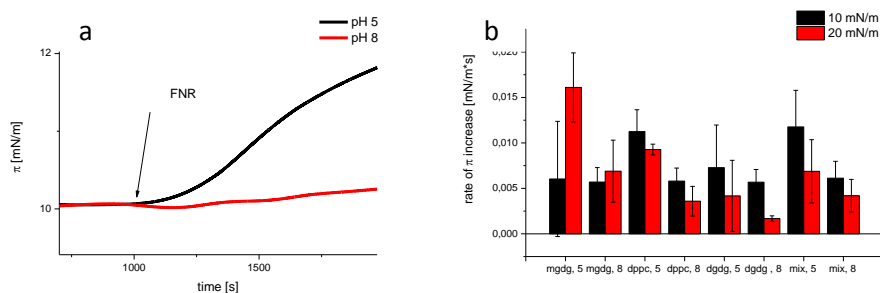 a
pH 5
pH 8
12
FNR
π [mN/m]
10
1000
1500
time [s]
b
10 mN/m
20 mN/m
0,020
0,015
0,010
0,005
0,000
rate of π increase [mN/m*s]
mgdg, 5
mgdg, 8
dppc, 5
dppc, 8
dgdg, 5
dgdg , 8
mix, 5
mix, 8